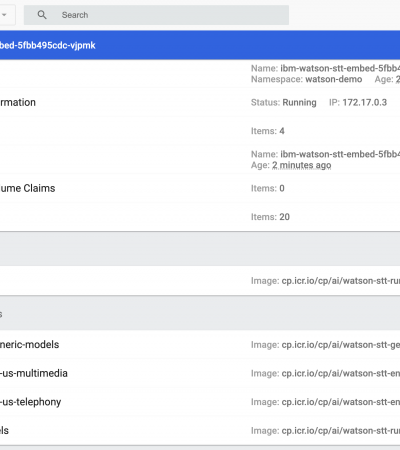 Search
bed-5fbb495cdc-vjpmk
Name: ibm-watson-stt-embed-5fbb4
Namespace: watson-demo Age: 2
rmation
Status: Running IP: 172.17.0.3
Items: 4
Name: ibm-watson-stt-embed-5fbb4
Age: 2 minutes ago
ume Claims
Items: 0
Items: 20
Image: cp.icr.io/cp/ai/watson-stt-ru
s
neric-models
Image: cp.icr.io/cp/ai/watson-stt-ge
-us-multimedia
Image: cp.icr.io/cp/ai/watson-stt-en
-us-telephony
Image: cp.icr.io/cp/ai/watson-stt-en
els
Image: cp.icr.io/cp/ai/watson-stt-ru